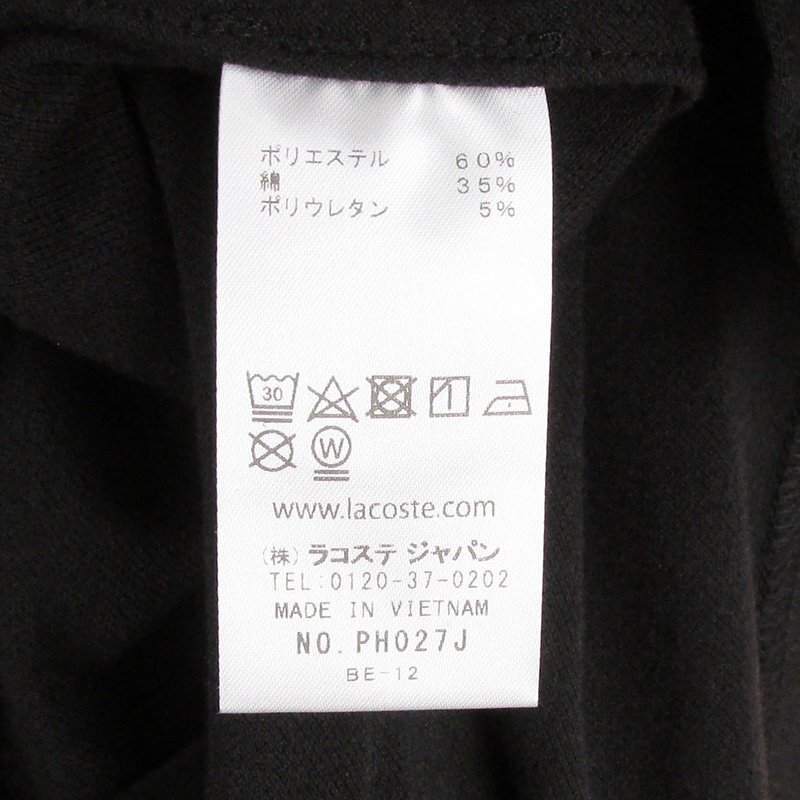 ポリエステル 60%
綿 35%
ポリウレタン 5%
30
W
www.lacoste.com
(株) ラコステ ジャパン
TEL:0120-37-0202
MADE IN VIETNAM
NO. PH027J
BE-12